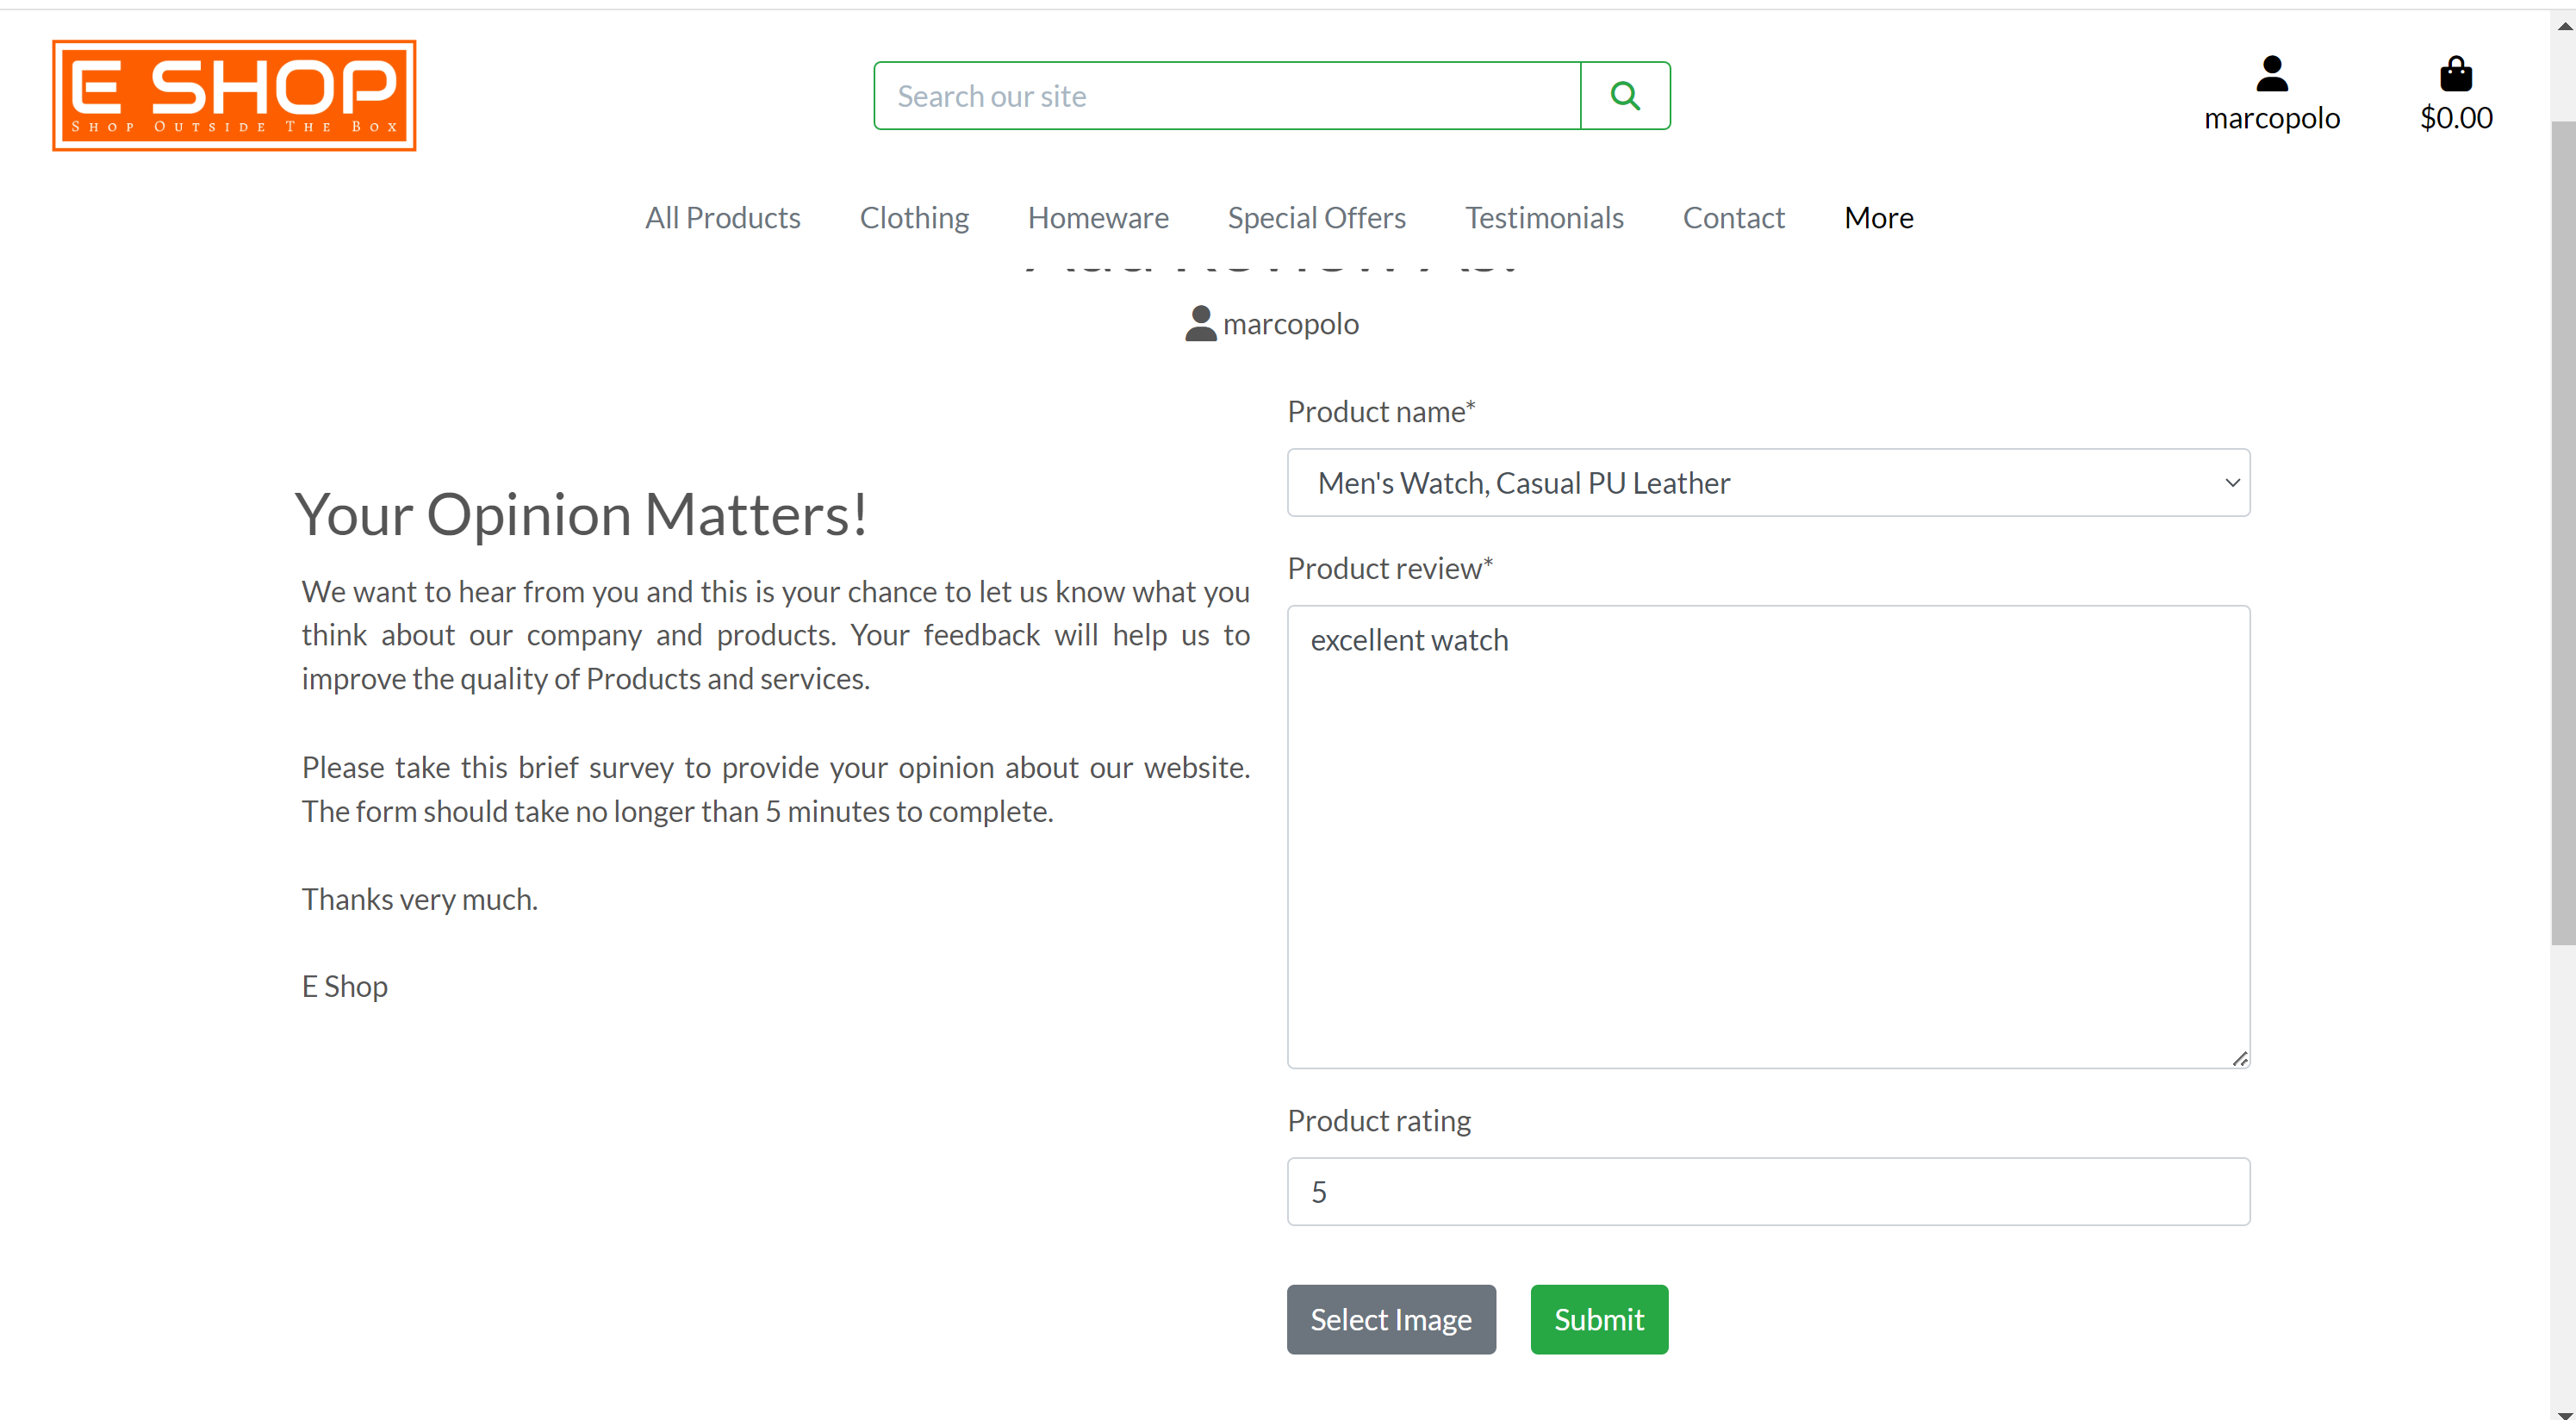 E SHOP
SHOP OUTSIDE THE BOX
Search our site
marcopolo
$0.00
All Products
Clothing
Homeware
Special Offers
Testimonials
Contact
More
marcopolo
Your Opinion Matters!
We want to hear from you and this is your chance to let us know what you
think about our company and products. Your feedback will help us to
improve the quality of Products and services.
Please take this brief survey to provide your opinion about our website.
The form should take no longer than 5 minutes to complete.
Thanks very much.
E Shop
Product name*
Men's Watch, Casual PU Leather
Product review*
excellent watch
Product rating
5
Select Image
Submit